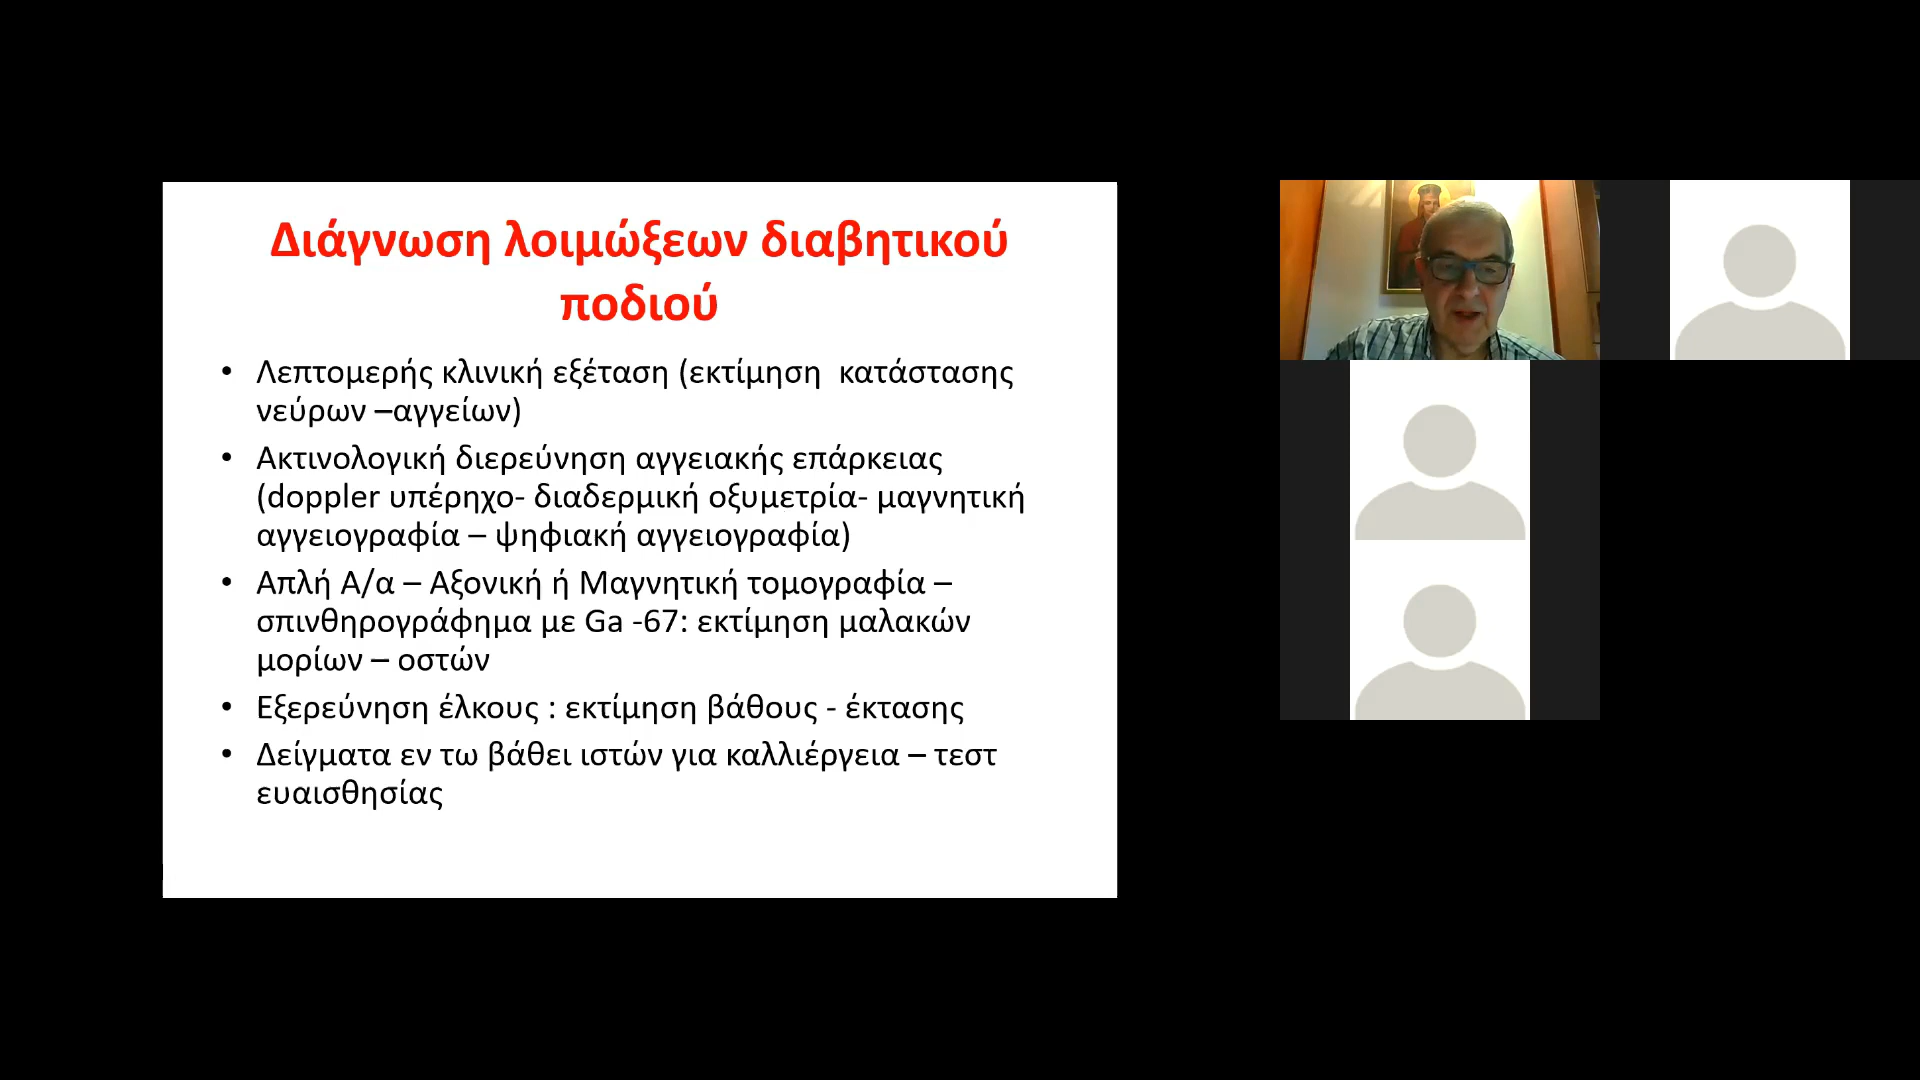 Διάγνωση λοιμώξεων διαβητικού
ποδιού
• Λεπτομερής κλινική εξέταση (εκτίμηση  κατάστασης
νεύρων –αγγείων)
• Ακτινολογική διερεύνηση αγγειακής επάρκειας
(doppler υπέρηχο- διαδερμική οξυμετρία- μαγνητική
αγγειογραφία – ψηφιακή αγγειογραφία)
• Απλή Α/α – Αξονική ή Μαγνητική τομογραφία –
σπινθηρογράφημα με Ga -67: εκτίμηση μαλακών
μορίων – οστών
• Εξερεύνηση έλκους : εκτίμηση βάθους - έκτασης
• Δείγματα εν τω βάθει ιστών για καλλιέργεια – τεστ
ευαισθησίας